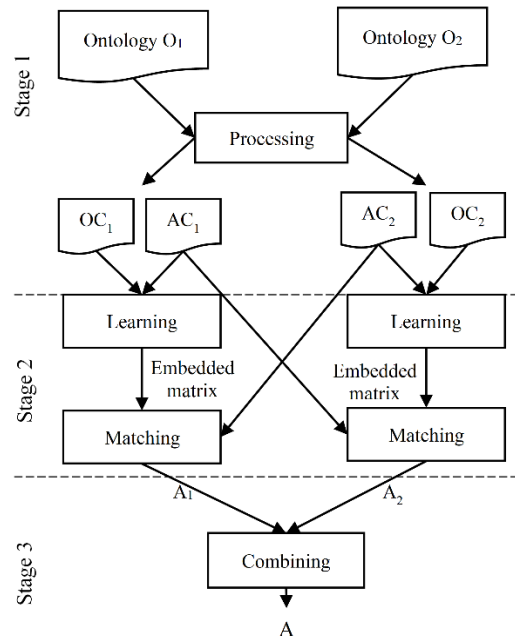 Stage 1
Ontology O₁
Ontology O₂
Processing
OC₁
AC₁
AC₂
OC₂
Stage 2
Learning
Learning
Embedded
matrix
Embedded
matrix
Matching
Matching
A₁
A₂
Stage 3
Combining
A